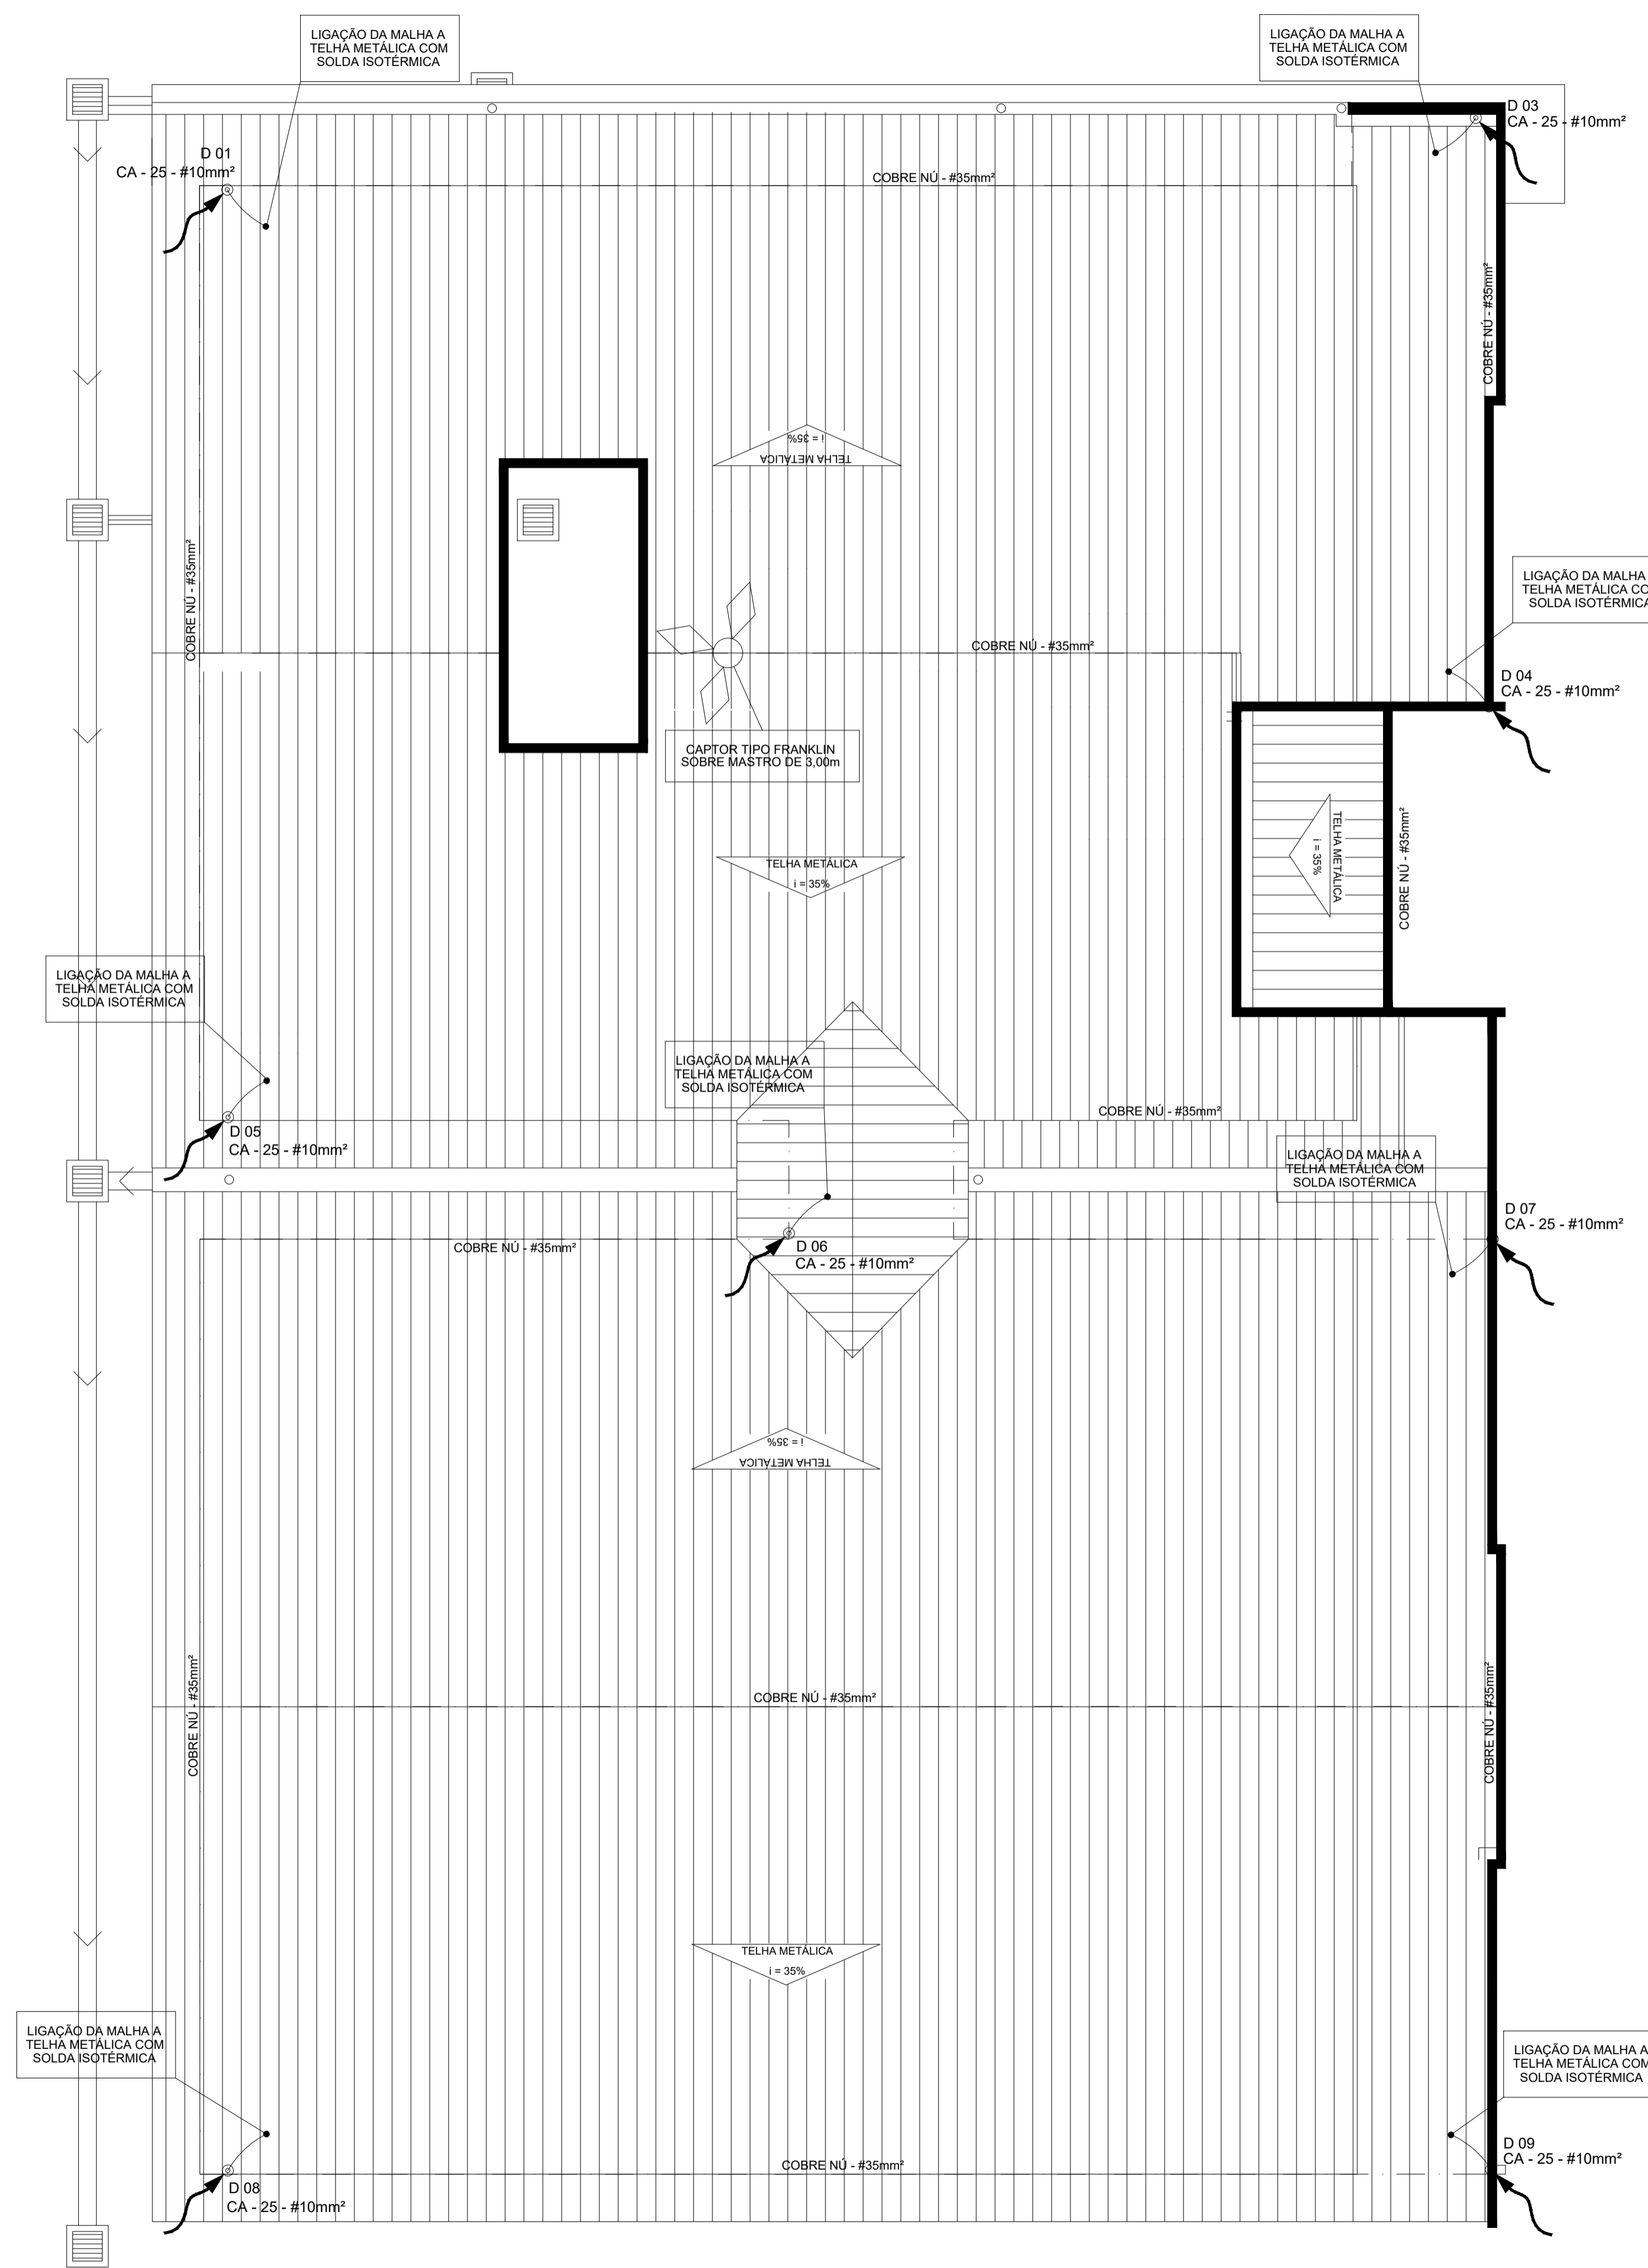 LIGAÇÃO DA MALHA A
TELHA METÁLICA COM
SOLDA ISOTÉRMICA
LIGAÇÃO DA MALHA A
TELHA METÁLICA COM
SOLDA ISOTÉRMICA
D 03
CA - 25 - #10mm²
D 01
CA - 25 - #10mm²
COBRE NÚ - #35mm²
COBRE NÚ - #35mm²
i = 35%
TELHA METÁLICA
COBRE NÚ - #35mm²
LIGAÇÃO DA MALHA
TELHA METÁLICA CO
SOLDA ISOTÉRMICA
COBRE NÚ - #35mm²
D 04
CA - 25 - #10mm²
CAPTOR TIPO FRANKLIN
SOBRE MASTRO DE 3,00m
TELHA METÁLICA
i = 35%
TELHA METÁLICA
i = 35%
COBRE NÚ - #35mm²
LIGAÇÃO DA MALHA A
TELHA METÁLICA COM
SOLDA ISOTÉRMICA
LIGAÇÃO DA MALHA A
TELHA METÁLICA COM
SOLDA ISOTÉRMICA
COBRE NÚ - #35mm²
D 05
CA - 25 - #10mm²
LIGAÇÃO DA MALHA A
TELHA METÁLICA COM
SOLDA ISOTÉRMICA
D 07
CA - 25 - #10mm²
COBRE NÚ - #35mm²
D 06
CA - 25 - #10mm²
i = 35%
TELHA METÁLICA
COBRE NÚ - #35mm²
COBRE NÚ - #35mm²
COBRE NÚ - #35mm²
TELHA METÁLICA
i = 35%
LIGAÇÃO DA MALHA A
TELHA METÁLICA COM
SOLDA ISOTÉRMICA
LIGAÇÃO DA MALHA A
TELHA METÁLICA COM
SOLDA ISOTÉRMICA
D 09
CA - 25 - #10mm²
COBRE NÚ - #35mm²
D 08
CA - 25 - #10mm²